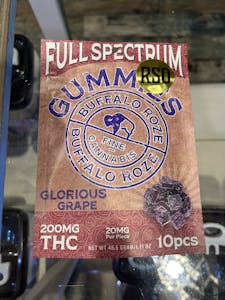 FULL SPECTRUM
GUMMIES
RSO
BUFFALO ROZE
FINE
CANNABIS
BUFFALO ROZE
GLORIOUS
GRAPE
200MG
THC
20MG
Per Piece
10pcs